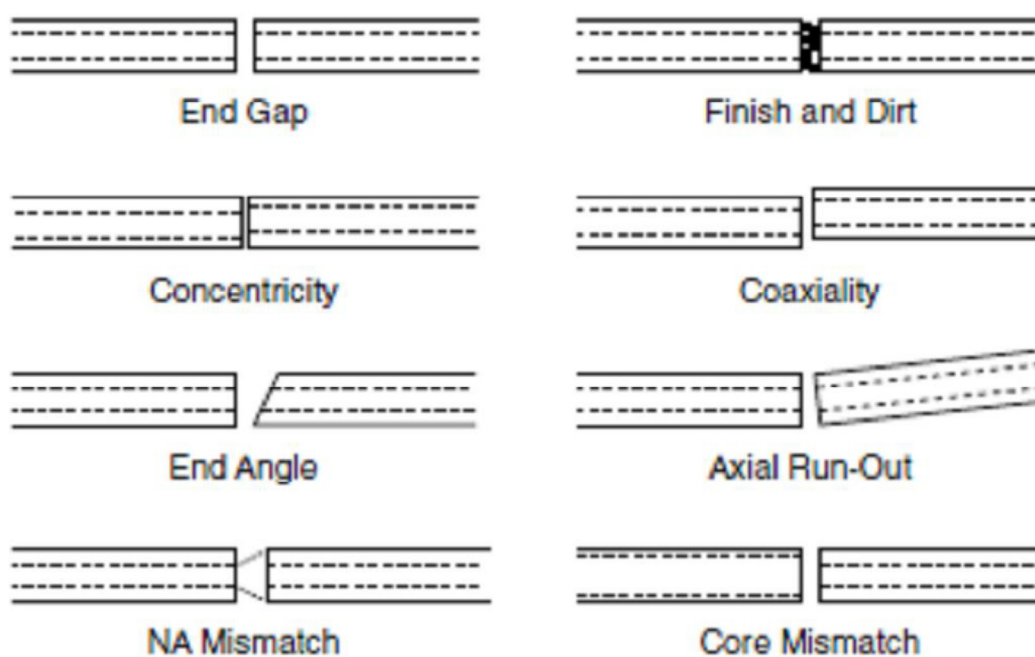 End Gap
Finish and Dirt
Concentricity
Coaxiality
End Angle
Axial Run-Out
NA Mismatch
Core Mismatch